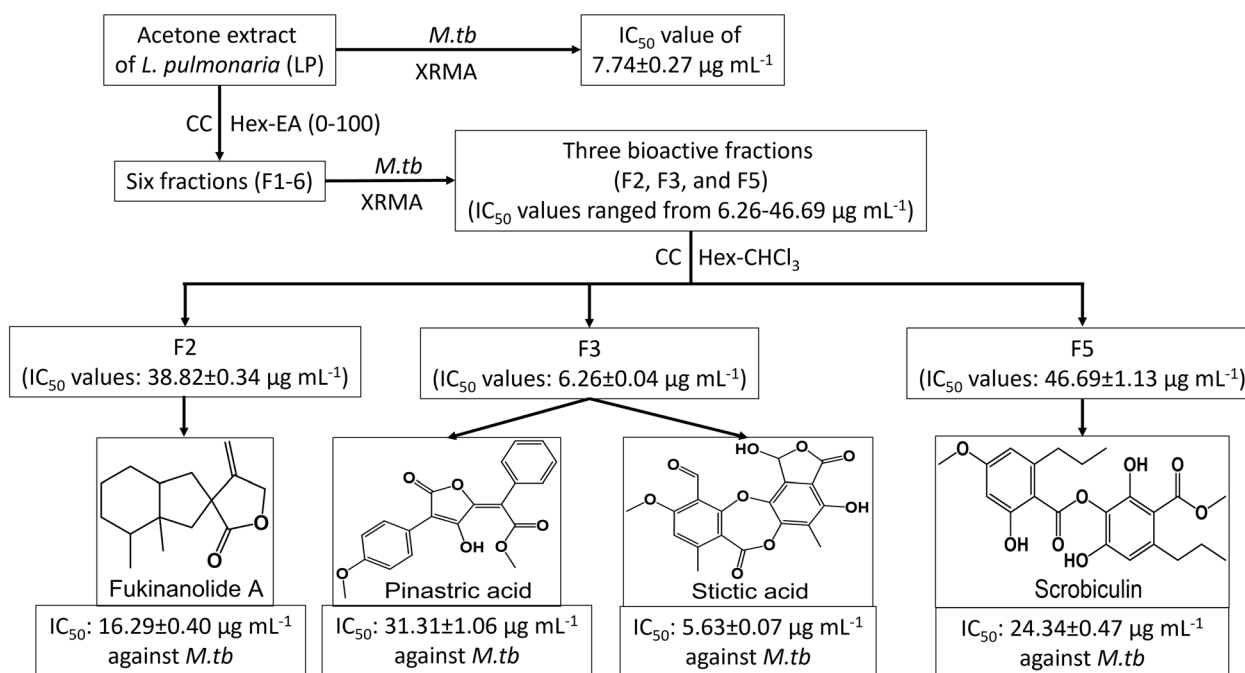 Acetone extract
of L. pulmonaria (LP)
M.tb
XRMA
IC50 value of
7.74±0.27 µg mL-1
CC
Hex-EA (0-100)
Six fractions (F1-6)
M.tb
XRMA
Three bioactive fractions
(F2, F3, and F5)
(IC50 values ranged from 6.26-46.69 µg mL-1)
CC
Hex-CHCl3
F2
(IC50 values: 38.82±0.34 µg mL-1)
F3
(IC50 values: 6.26±0.04 µg mL-1)
F5
(IC50 values: 46.69±1.13 µg mL-1)
O
O
Fukinanolide A
IC50: 16.29±0.40 µg mL-1
against M.tb
O
O
O
OH
O
O
Pinastric acid
IC50: 31.31±1.06 µg mL-1
against M.tb
HO
O
O
O
O
O
OH
O
O
Stictic acid
IC50: 5.63±0.07 µg mL-1
against M.tb
O
OH
O
O
O
O
OH
HO
Scrobiculin
IC50: 24.34±0.47 µg mL-1
against M.tb